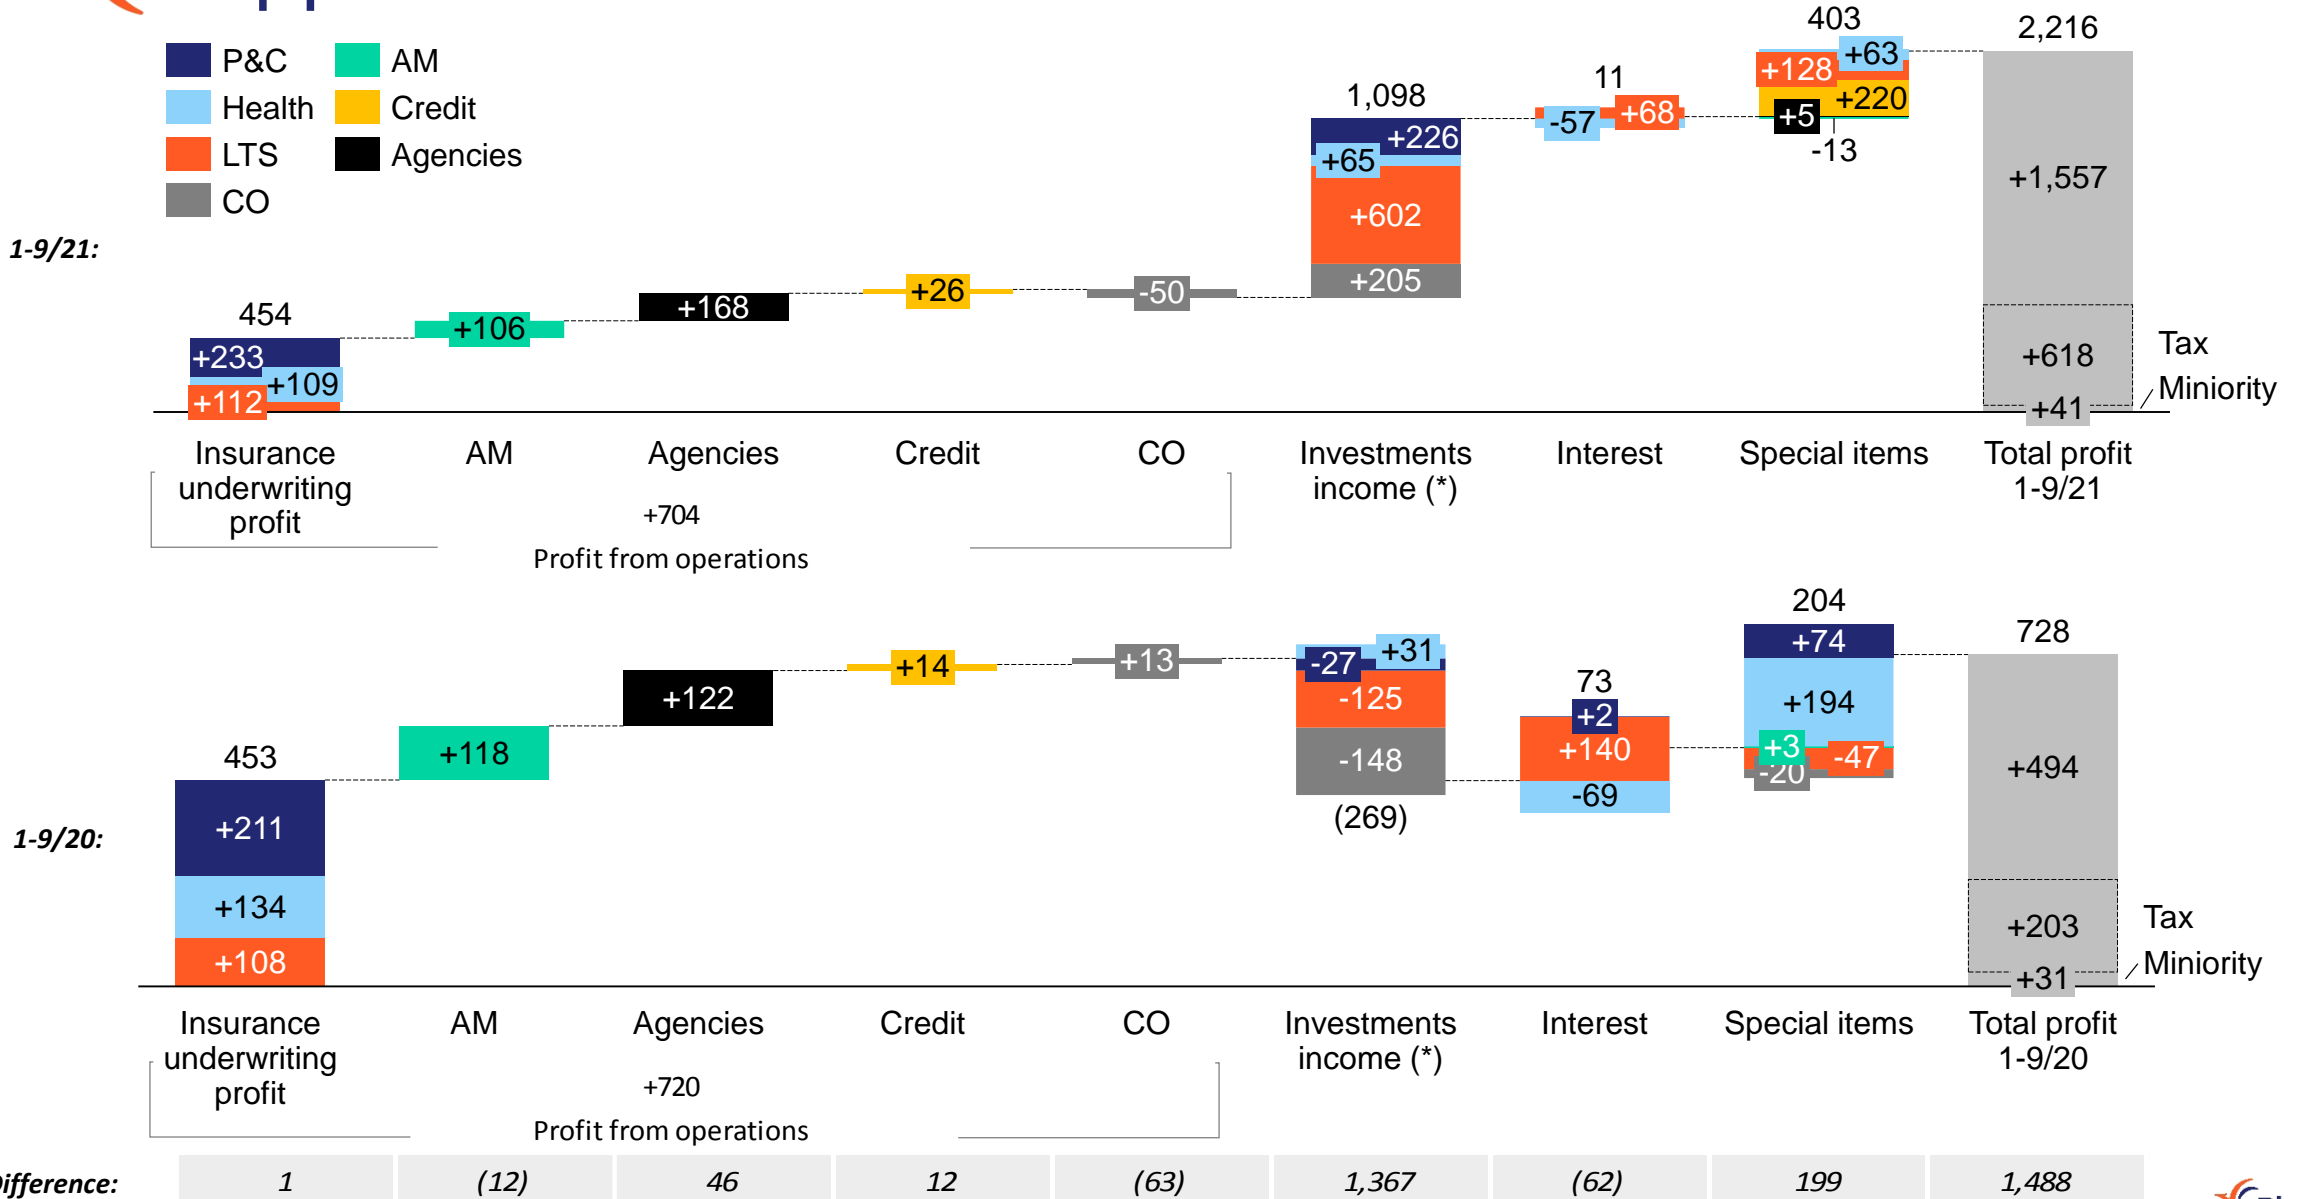 P&C
AM
Health
Credit
LTS
Agencies
CO
1-9/21:
454
+233
+109
+112
+106
+168
+26
-50
1,098
+226
+65
+602
+205
11
-57
+68
403
+63
+128
+220
+5
-13
2,216
+1,557
+618
+41
Tax
Miniority
Insurance
underwriting
profit
AM
Agencies
Credit
CO
Investments
income (*)
Interest
Special items
Total profit
1-9/21
+704
Profit from operations
1-9/20:
453
+211
+134
+108
+118
+122
+14
+13
+31
-27
-125
-148
(269)
73
+2
+140
-69
204
+74
+194
+3
-47
-20
728
+494
+203
+31
Tax
Miniority
Insurance
underwriting
profit
AM
Agencies
Credit
CO
Investments
income (*)
Interest
Special items
Total profit
1-9/20
+720
Profit from operations
Difference:
1
(12)
46
12
(63)
1,367
(62)
199
1,488